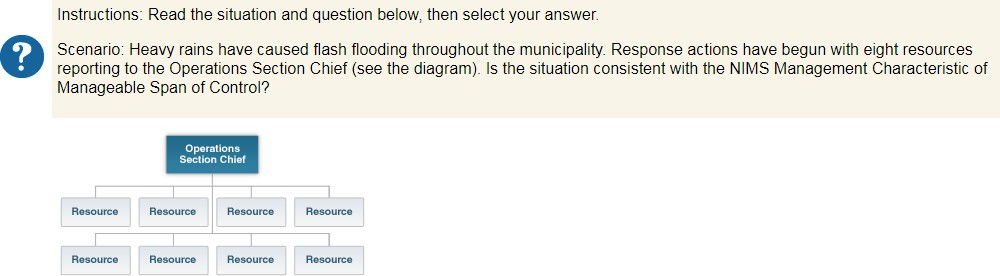 Instructions: Read the situation and question below, then select your answer.
?
Scenario: Heavy rains have caused flash flooding throughout the municipality. Response actions have begun with eight resources
reporting to the Operations Section Chief (see the diagram). Is the situation consistent with the NIMS Management Characteristic of
Manageable Span of Control?
Operations
Section Chief
Resource Resource Resource Resource
Resource Resource Resource Resource